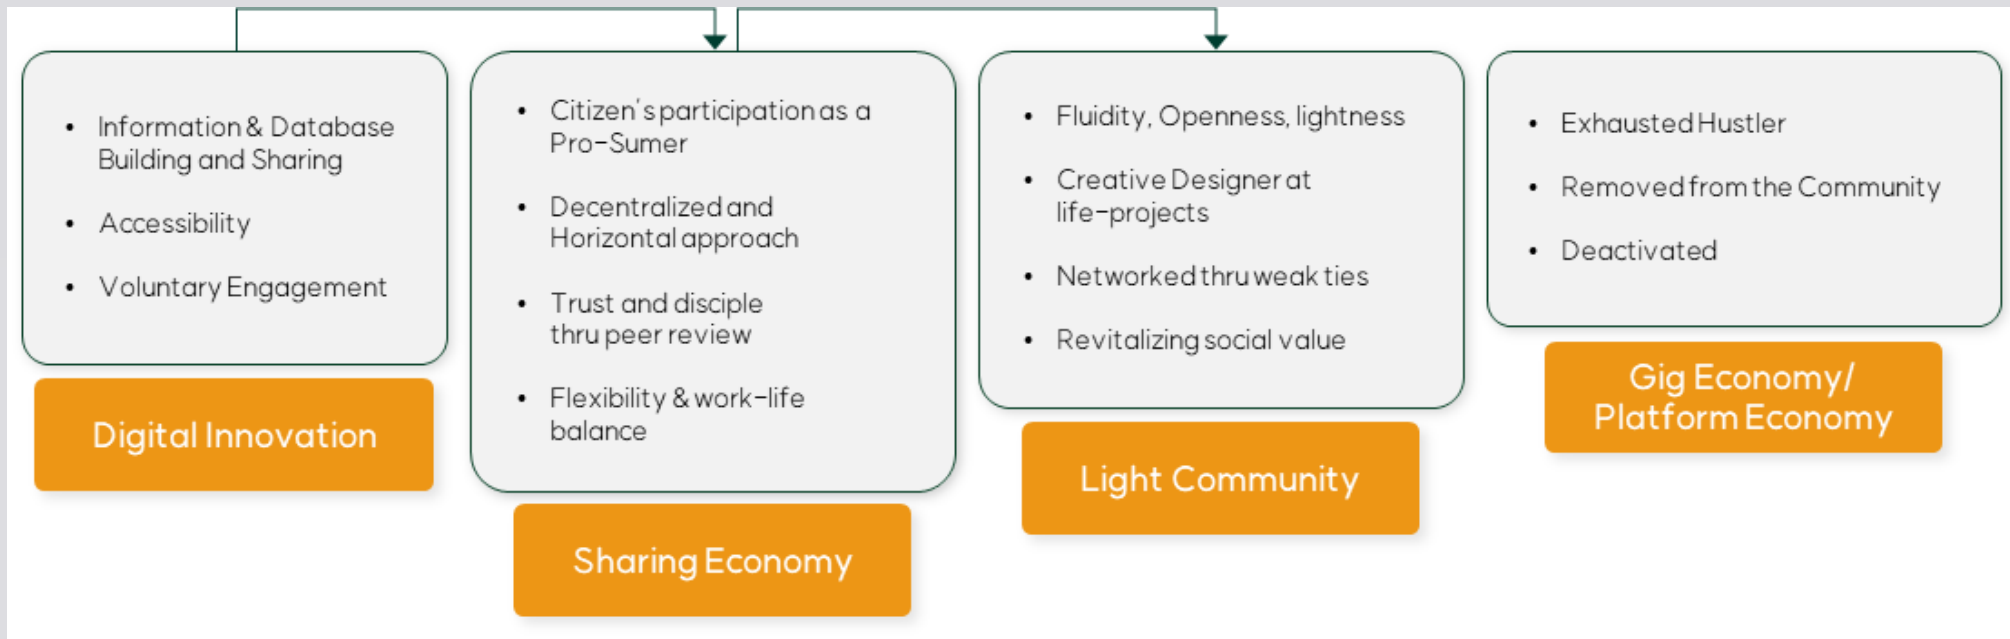 • Information & Database
Building and Sharing
• Accessibility
• Voluntary Engagement
Digital Innovation
• Citizen's participation as a
Pro-Sumer
• Decentralized and
Horizontal approach
• Trust and disciple
thru peer review
• Flexibility & work-life
balance
Sharing Economy
• Fluidity, Openness, lightness
• Creative Designer at
life-projects
• Networked thru weak ties
• Revitalizing social value
Light Community
• Exhausted Hustler
• Removed from the Community
• Deactivated
Gig Economy/
Platform Economy